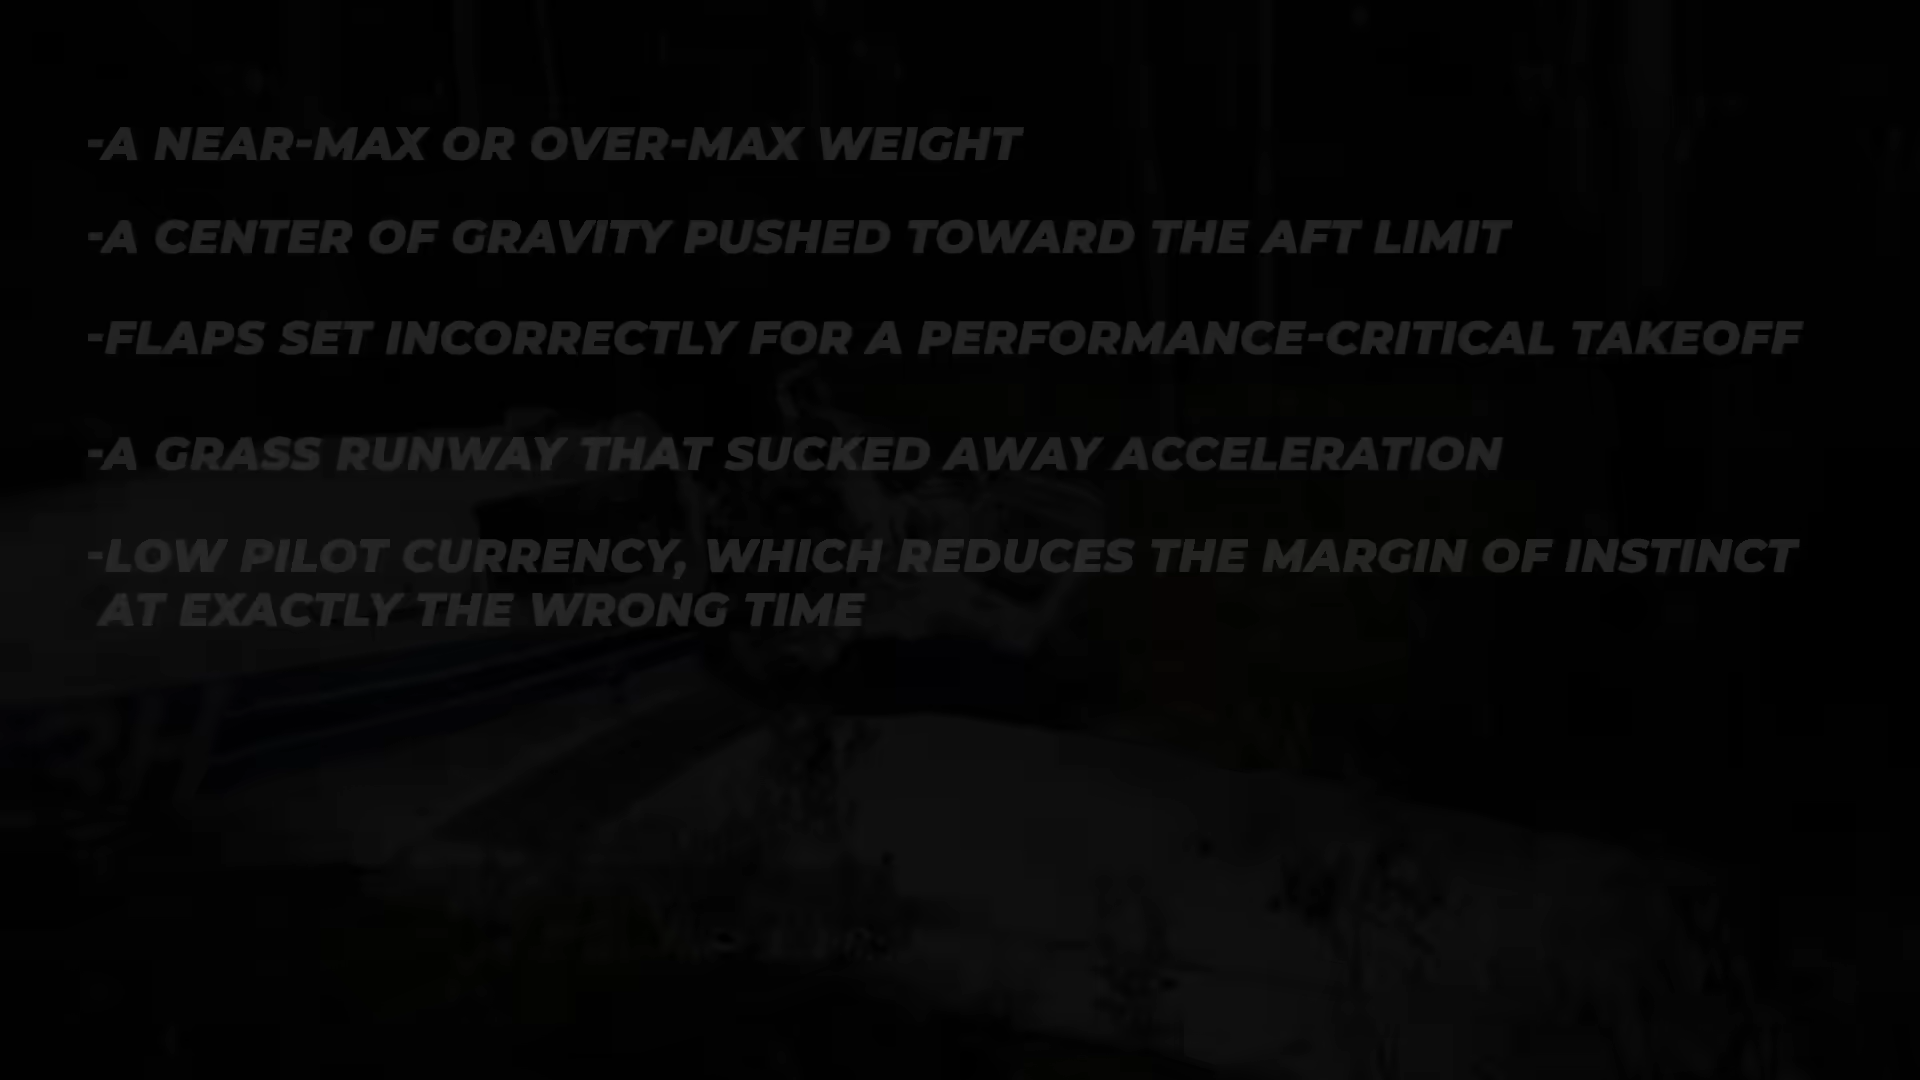 -A NEAR-MAX OR OVER-MAX WEIGHT
-A CENTER OF GRAVITY PUSHED TOWARD THE AFT LIMIT
-FLAPS SET INCORRECTLY FOR A PERFORMANCE-CRITICAL TAKEOFF
-A GRASS RUNWAY THAT SUCKED AWAY ACCELERATION
-LOW PILOT CURRENCY, WHICH REDUCES THE MARGIN OF INSTINCT
AT EXACTLY THE WRONG TIME